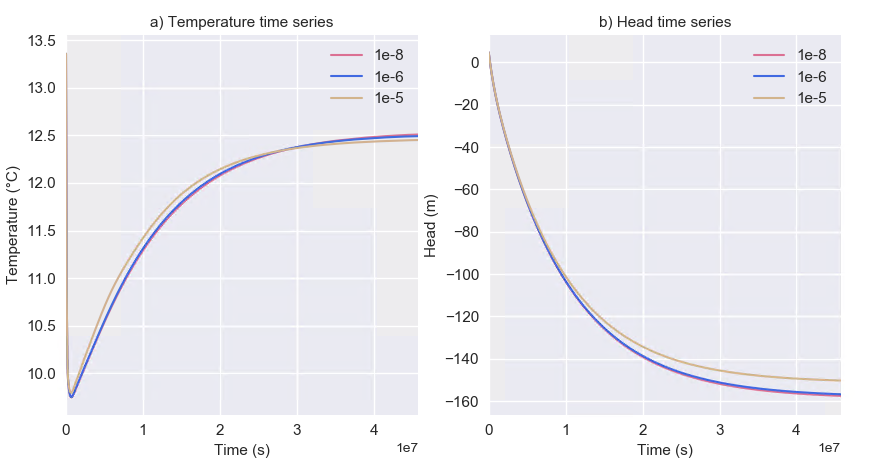 a) Temperature time series
13.5
13.0
12.5
12.0
11.5
11.0
10.5
10.0
Temperature (°C)
1e-8
1e-6
1e-5
0 1 2 3 4
1e7
Time (s)
b) Head time series
0
−20
−40
−60
−80
−100
−120
−140
−160
Head (m)
1e-8
1e-6
1e-5
0 1 2 3 4
1e7
Time (s)